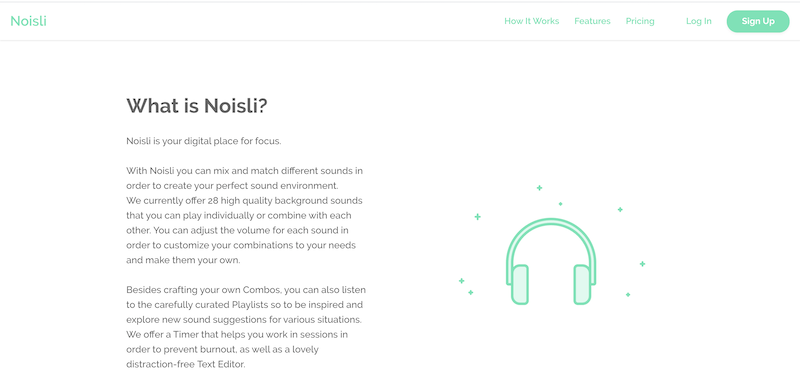 Noisli
How It Works
Features
Pricing
Log In
Sign Up
What is Noisli?
Noisli is your digital place for focus.
With Noisli you can mix and match different sounds in
order to create your perfect sound environment.
We currently offer 28 high quality background sounds
that you can play individually or combine with each
other. You can adjust the volume for each sound in
order to customize your combinations to your needs
and make them your own.
Besides crafting your own Combos, you can also listen
to the carefully curated Playlists so to be inspired and
explore new sound suggestions for various situations.
We offer a Timer that helps you work in sessions in
order to prevent burnout, as well as a lovely
distraction-free Text Editor.